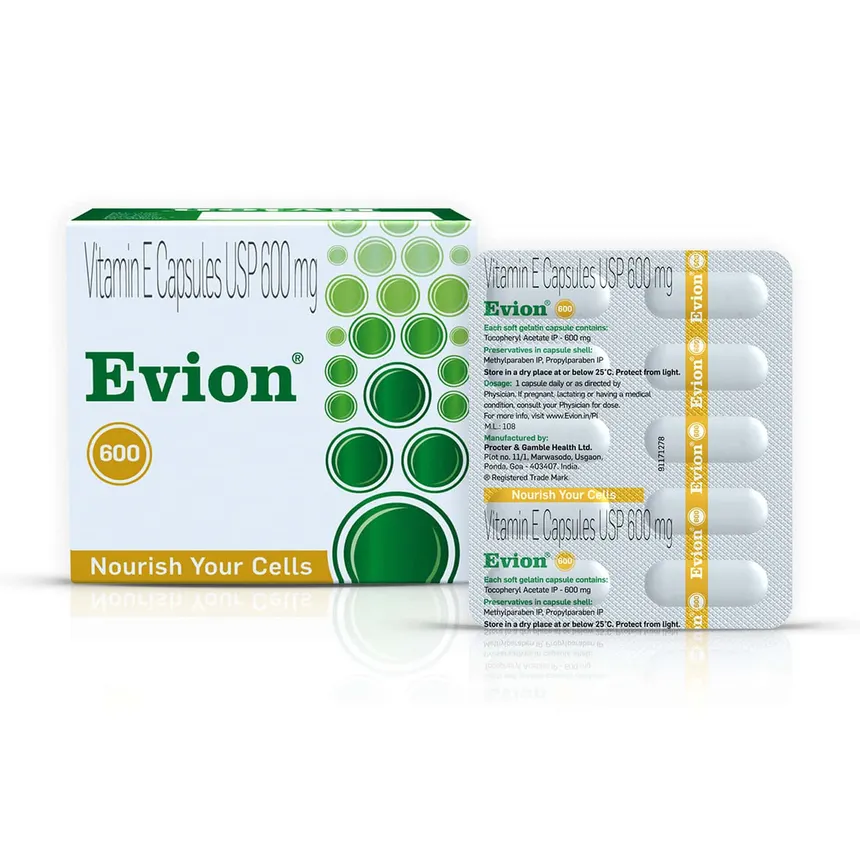 Vitamin E Capsules USP 600 mg
Evion®
600
Nourish Your Cells
Vitamin E Capsules USP 600 mg
Evion® 600
Each soft gelatin capsule contains:
Tocopheryl Acetate IP - 600 mg
Preservatives in capsule shell:
Methylparaben IP, Propylparaben IP
Store in a dry place at or below 25°C. Protect from light.
Dosage: 1 capsule daily or as directed by
Physician. If pregnant, lactating or having a medical
condition, consult your Physician for dose.
For more info, visit www.Evion.in/PI
M.L.: 108
Manufactured by:
Procter & Gamble Health Ltd.
Plot no. 11/1, Marwasodo, Usgaon,
Ponda, Goa - 403407. India.
® Registered Trade Mark
Nourish Your Cells
Vitamin E Capsules USP 600 mg
Evion® 600
Each soft gelatin capsule contains:
Tocopheryl Acetate IP - 600 mg
Preservatives in capsule shell:
Methylparaben IP, Propylparaben IP
Store in a dry place at or below 25°C. Protect from light.
91171278
Evion® 600
Evion® 600
Evion® 600
Evion® 600
600